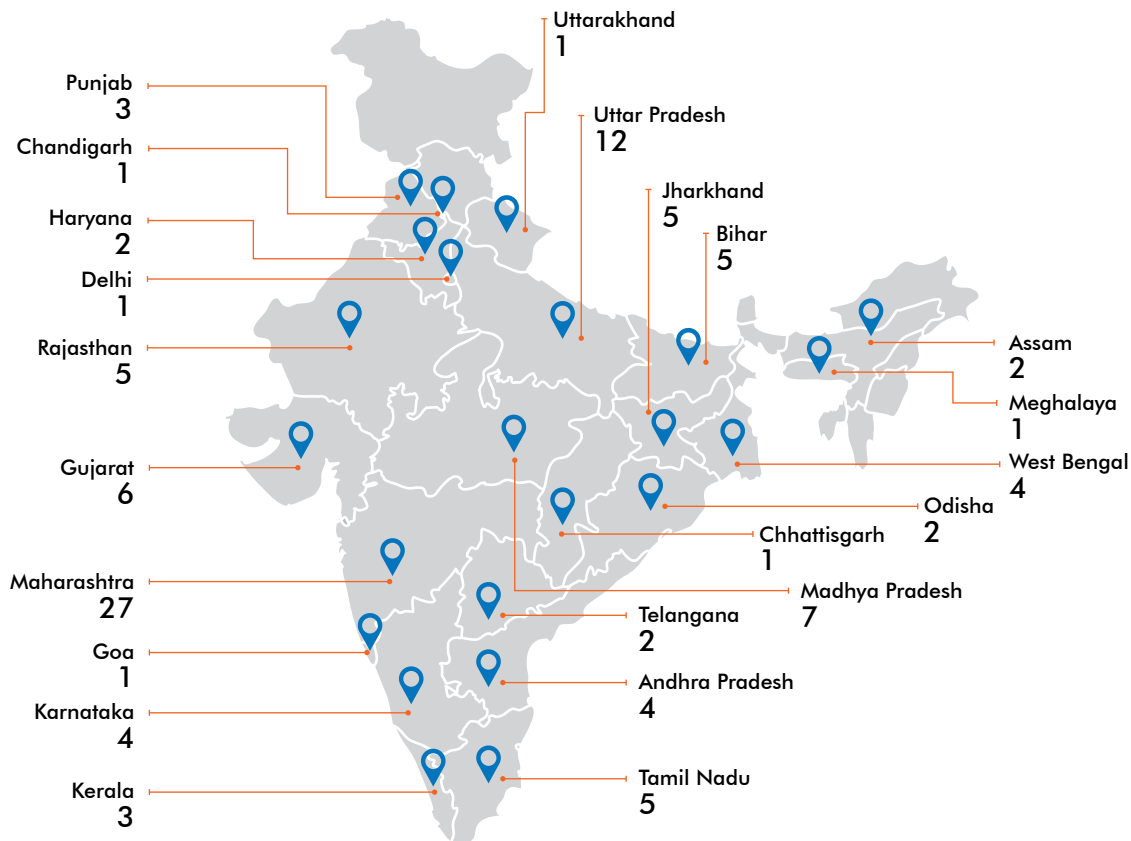 Uttarakhand
1
Punjab
3
Uttar Pradesh
12
Chandigarh
1
Jharkhand
5
Haryana
2
Bihar
5
Delhi
1
Rajasthan
5
Assam
2
Meghalaya
1
Gujarat
6
West Bengal
4
Odisha
2
Chhattisgarh
1
Maharashtra
27
Madhya Pradesh
7
Telangana
2
Goa
1
Andhra Pradesh
4
Karnataka
4
Tamil Nadu
5
Kerala
3